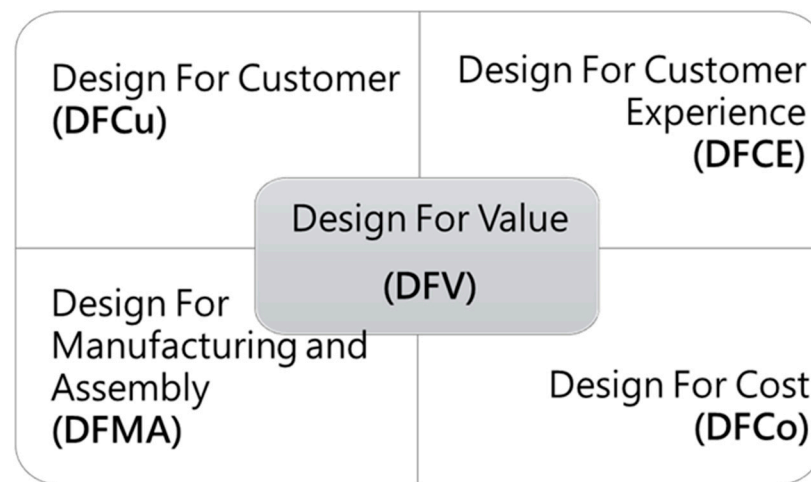 Design For Customer
(DFCu)
Design For Customer
Experience
(DFCE)
Design For Value
(DFV)
Design For
Manufacturing and
Assembly
(DFMA)
Design For Cost
(DFCo)